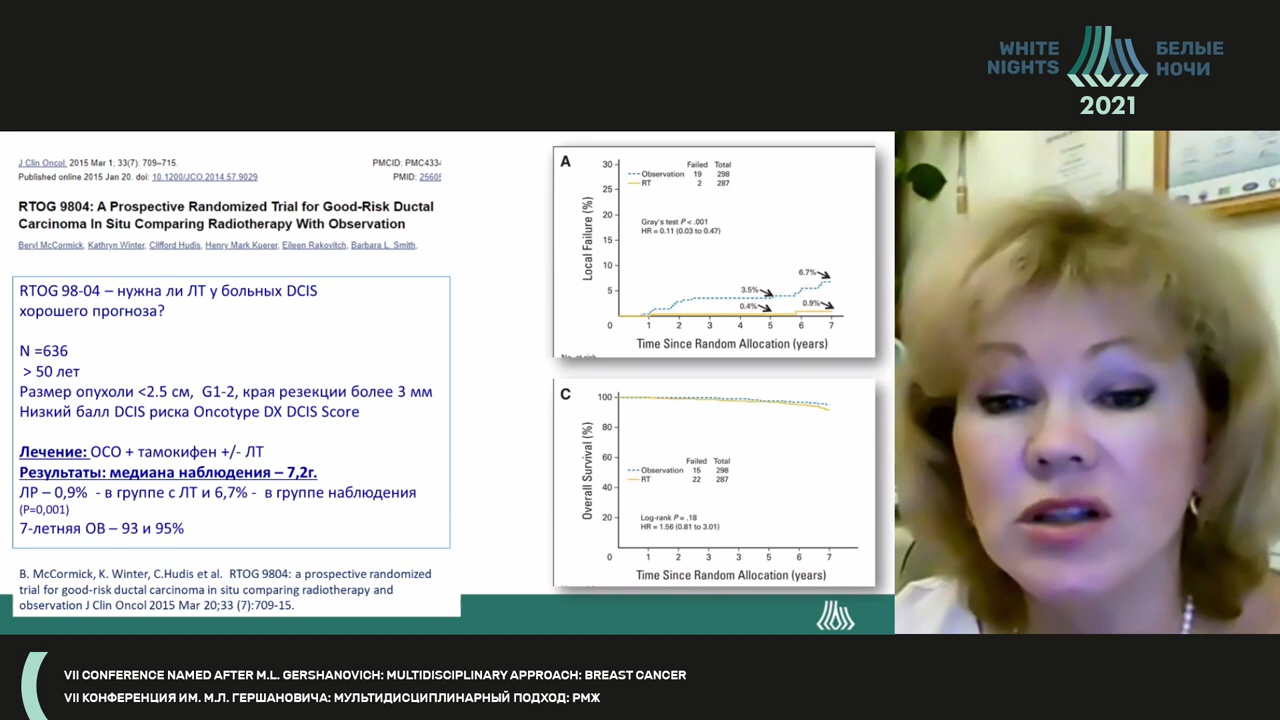 WHITE
NIGHTS
БЕЛЫЕ
НОЧИ
2021
J Clin Oncol. 2015 Mar 1; 33(7): 709–715.
PMCID: PMC433
Published online 2015 Jan 20. doi: 10.1200/JCO.2014.57.9029
PMID: 2560
RTOG 9804: A Prospective Randomized Trial for Good-Risk Ductal
Carcinoma In Situ Comparing Radiotherapy With Observation
Beryl McCormick, Kathryn Winter, Clifford Hudis, Henry Mark Kuerer, Eileen Rakovitch, Barbara L. Smith,
RTOG 98-04 – нужна ли ЛТ у больных DCIS
хорошего прогноза?
N =636
> 50 лет
Размер опухоли <2.5 см, G1-2, края резекции более 3 мм
Низкий балл DCIS риска Oncotype DX DCIS Score
Лечение: ОСО + тамокифен +/- ЛТ
Результаты: медиана наблюдения – 7,2г.
ЛР – 0,9% - в группе с ЛТ и 6,7% - в группе наблюдения
(P=0,001)
7-летняя ОВ – 93 и 95%
B. McCormick, K. Winter, C.Hudis et al. RTOG 9804: a prospective randomized
trial for good-risk ductal carcinoma in situ comparing radiotherapy and
observation J Clin Oncol 2015 Mar 20;33 (7):709-15.
A
Local Failure (%)
30
25
20
15
10
5
Failed Total
Observation 19 298
RT 2 287
Gray's test P < .001
HR = 0.11 (0.03 to 0.47)
3.5%
0.4%
6.7%
0.9%
0 1 2 3 4 5 6 7
Time Since Random Allocation (years)
C
Overall Survival (%)
100
80
60
40
20
Failed Total
Observation 15 298
RT 22 287
Log-rank P = .18
HR = 1.56 (0.81 to 3.01)
0 1 2 3 3 5 6 7
Time Since Random Allocation (years)
VII CONFERENCE NAMED AFTER M.L. GERSHANOVICH: MULTIDISCIPLINARY APPROACH: BREAST CANCER
VII КОНФЕРЕНЦИЯ ИМ. М.Л. ГЕРШАНОВИЧА: МУЛЬТИДИСЦИПЛИНАРНЫЙ ПОДХОД: РМЖ